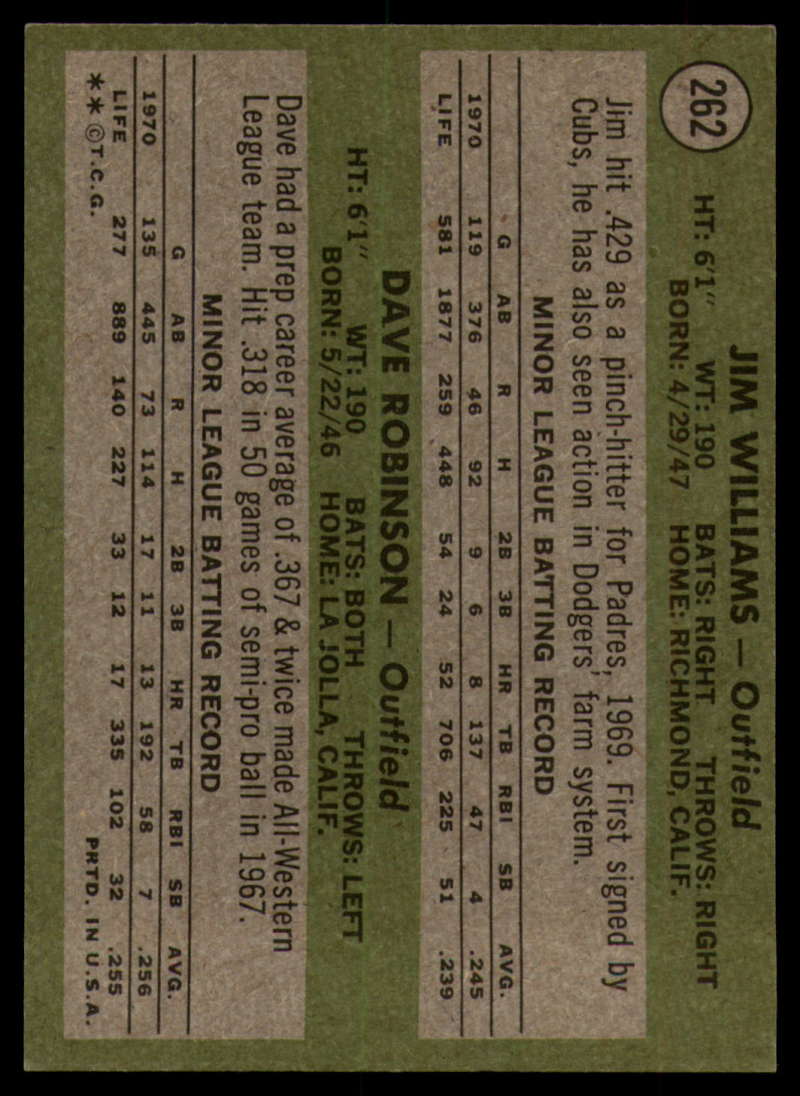 262
JIM WILLIAMS — Outfield
HT: 6'1" WT: 190 BATS: RIGHT THROWS: RIGHT
BORN: 4/29/47 HOME: RICHMOND, CALIF.
Jim hit .429 as a pinch-hitter for Padres, 1969. First signed by
Cubs, he has also seen action in Dodgers' farm system.
MINOR LEAGUE BATTING RECORD
G AB R H 2B 3B HR TB RBI SB AVG.
1970 119 376 46 92 9 6 8 137 47 4 .245
LIFE 581 1877 259 448 54 24 52 706 225 51 .239
DAVE ROBINSON — Outfield
HT: 6'1" WT: 190 BATS: BOTH THROWS: LEFT
BORN: 5/22/46 HOME: LA JOLLA, CALIF.
Dave had a prep career average of .367 & twice made All-Western
League team. Hit .318 in 50 games of semi-pro ball in 1967.
MINOR LEAGUE BATTING RECORD
G AB R H 2B 3B HR TB RBI SB AVG.
1970 135 445 73 114 17 11 13 192 58 7 .256
LIFE 277 889 140 227 33 12 17 335 102 32 .255
**©T.C.G. PRTD. IN U.S.A.